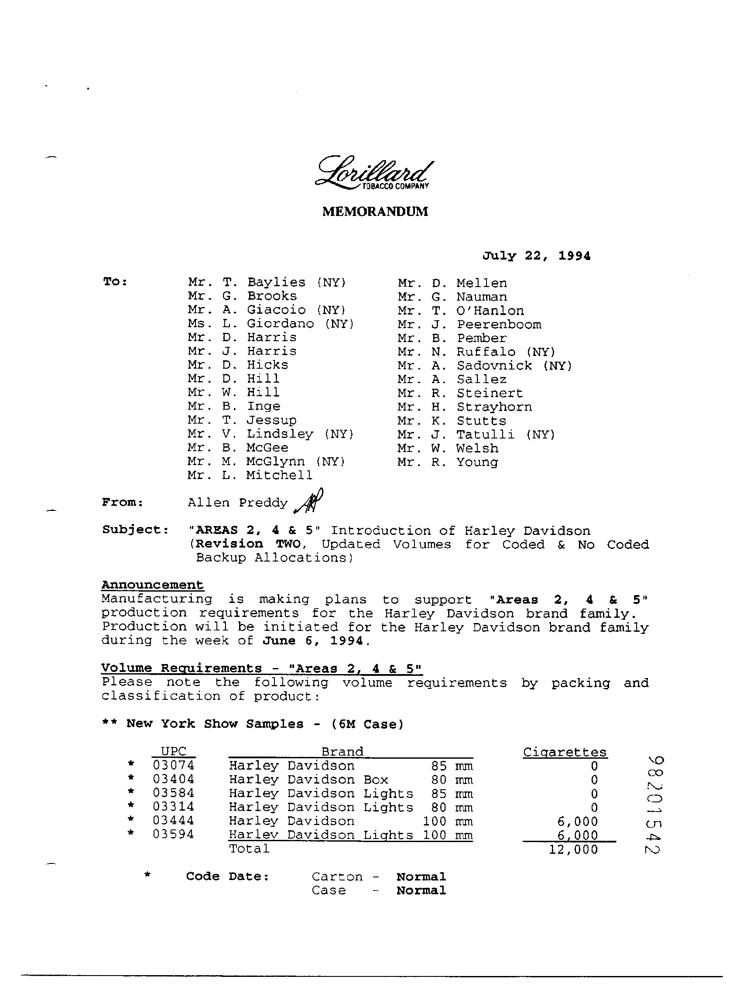 Lorillard
TOBACCO COMPANY
MEMORANDUM
July 22, 1994
To: Mr. T. Baylies (NY) Mr. D. Mellen
Mr. G. Brooks Mr. G. Nauman
Mr. A. Giacoio (NY) Mr. T. O'Hanlon
Ms. L. Giordano (NY) Mr. J. Peerenboom
Mr. D. Harris Mr. B. Pember
Mr. J. Harris Mr. N. Ruffalo (NY)
Mr. D. Hicks Mr. A. Sadovnick (NY)
Mr. D. Hill Mr. A. Sallez
Mr. W. Hill Mr. R. Steinert
Mr. B. Inge Mr. H. Strayhorn
Mr. T. Jessup Mr. K. Stutts
Mr. V. Lindsley (NY) Mr. J. Tatulli (NY)
Mr. B. McGee Mr. W. Welsh
Mr. M. McGlynn (NY) Mr. R. Young
Mr. L. Mitchell
From: Allen Preddy
Subject: "AREAS 2, 4 & 5" Introduction of Harley Davidson
(Revision TWO, Updated Volumes for Coded & No Coded
Backup Allocations)
Announcement
Manufacturing is making plans to support "Areas 2, 4 & 5"
production requirements for the Harley Davidson brand family.
Production will be initiated for the Harley Davidson brand family
during the week of June 6, 1994.
Volume Requirements - "Areas 2, 4 & 5"
Please note the following volume requirements by packing and
classification of product:
** New York Show Samples - (6M Case)
UPC Brand Cigarettes
* 03074 Harley Davidson 85 mm 0
* 03404 Harley Davidson Box 80 mm 0
* 03584 Harley Davidson Lights 85 mm 0
* 03314 Harley Davidson Lights 80 mm 0
* 03444 Harley Davidson 100 mm 6,000
* 03594 Harley Davidson Lights 100 mm 6,000
Total 12,000
* Code Date: Carton - Normal
Case - Normal
98201542